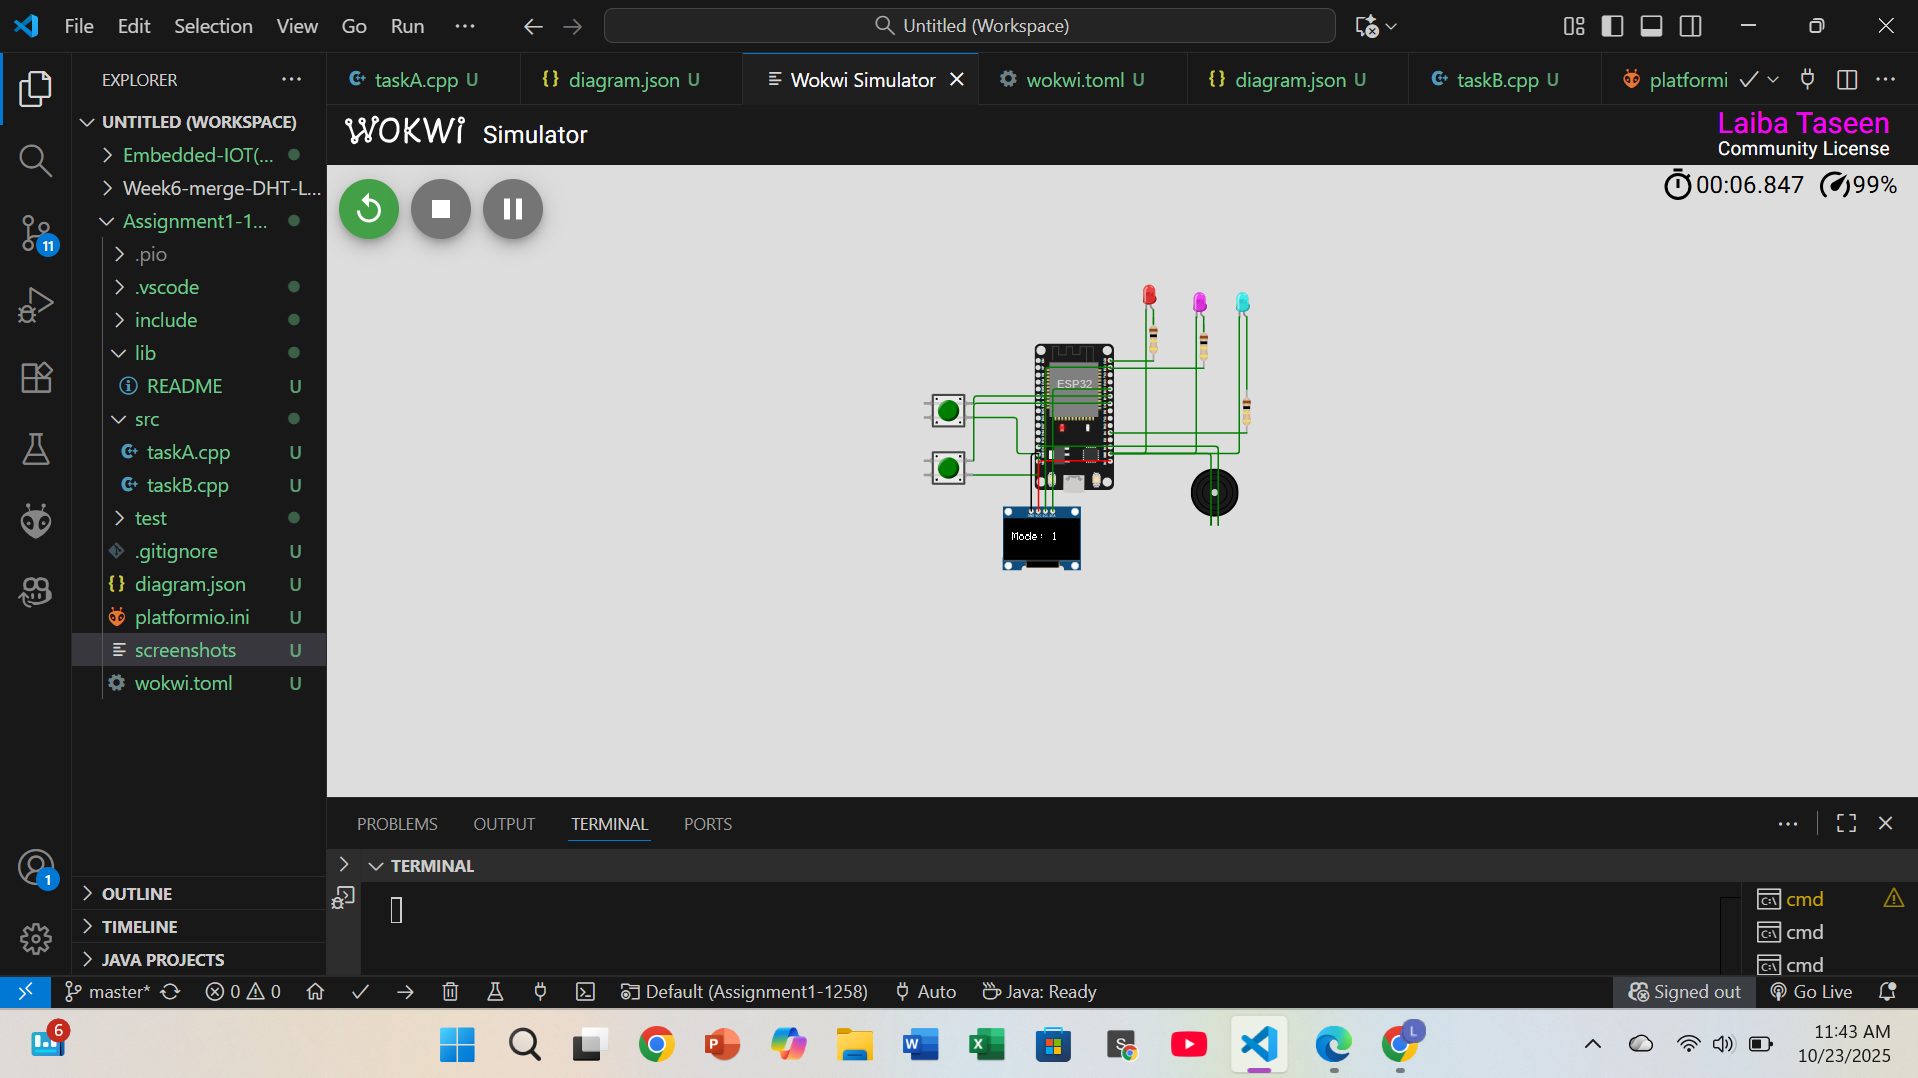 File Edit Selection View Go Run ···
Untitled (Workspace)
EXPLORER
taskA.cpp U
diagram.json U
Wokwi Simulator
wokwi.toml U
diagram.json U
taskB.cpp U
platformi
UNTITLED (WORKSPACE)
Embedded-IOT(...
Week6-merge-DHT-L...
Assignment1-1...
.pio
.vscode
include
lib
README U
src
taskA.cpp U
taskB.cpp U
test
.gitignore U
diagram.json U
platformio.ini U
screenshots U
wokwi.toml U
OUTLINE
TIMELINE
JAVA PROJECTS
11
1
WOKWi Simulator
Laiba Taseen
Community License
00:06.847 99%
ESP32
Mode: 1
PROBLEMS OUTPUT TERMINAL PORTS
TERMINAL
cmd
cmd
cmd
master* 0 0 Default (Assignment1-1258) Auto Java: Ready Signed out Go Live
6
L
11:43 AM
10/23/2025